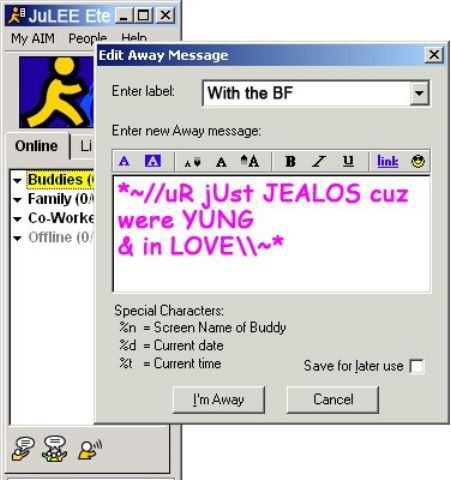 JuLEE Ete
My AIM People Help
Online
Buddies
Family (0/
Co-Worke
Offline (0/
Edit Away Message
Enter label: With the BF
Enter new Away message:
A A A A A B I U link
*~//uR jUst JEALOS cuz
were YUNG
& in LOVE\\~*
Special Characters:
%n = Screen Name of Buddy
%d = Current date
%t = Current time
Save for later use
I'm Away Cancel